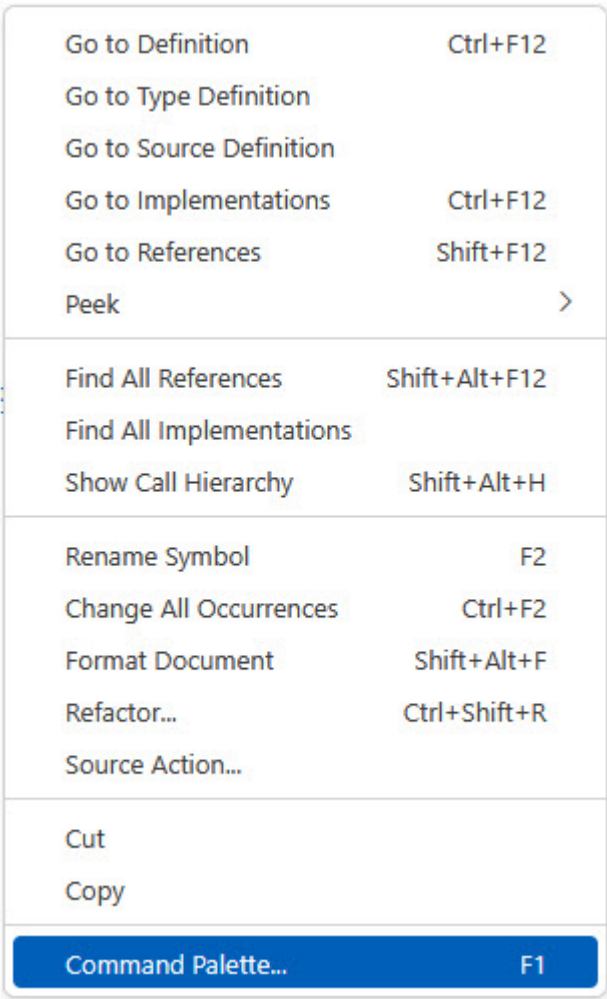 Go to Definition Ctrl+F12
Go to Type Definition
Go to Source Definition
Go to Implementations Ctrl+F12
Go to References Shift+F12
Peek
Find All References Shift+Alt+F12
Find All Implementations
Show Call Hierarchy Shift+Alt+H
Rename Symbol F2
Change All Occurrences Ctrl+F2
Format Document Shift+Alt+F
Refactor... Ctrl+Shift+R
Source Action...
Cut
Copy
Command Palette... F1